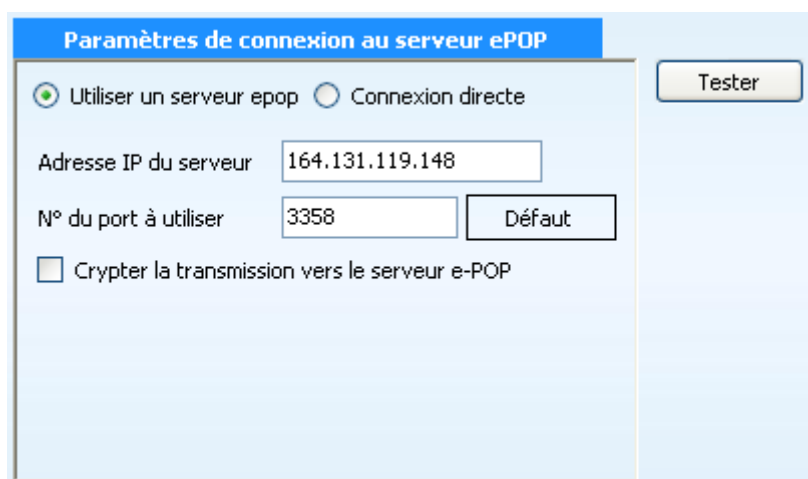 Paramètres de connexion au serveur ePOP
Tester
Utiliser un serveur epop Connexion directe
Adresse IP du serveur 164.131.119.148
N° du port à utiliser 3358 Défaut
Crypter la transmission vers le serveur e-POP